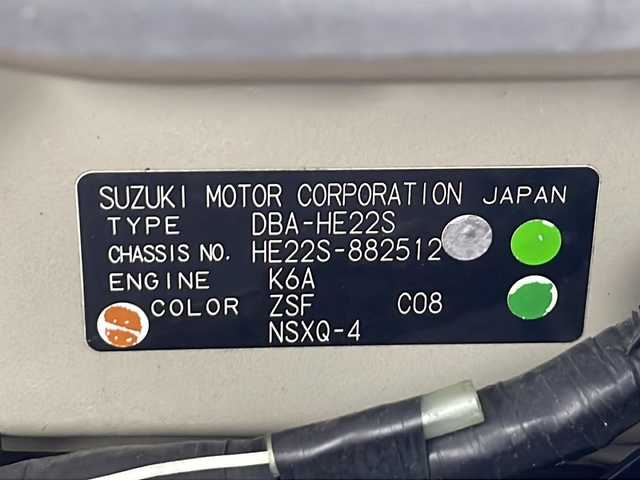 SUZUKI MOTOR CORPORATION JAPAN
TYPE DBA-HE22S
CHASSIS NO. HE22S-882512
ENGINE K6A
COLOR ZSF C08
NSXQ-4